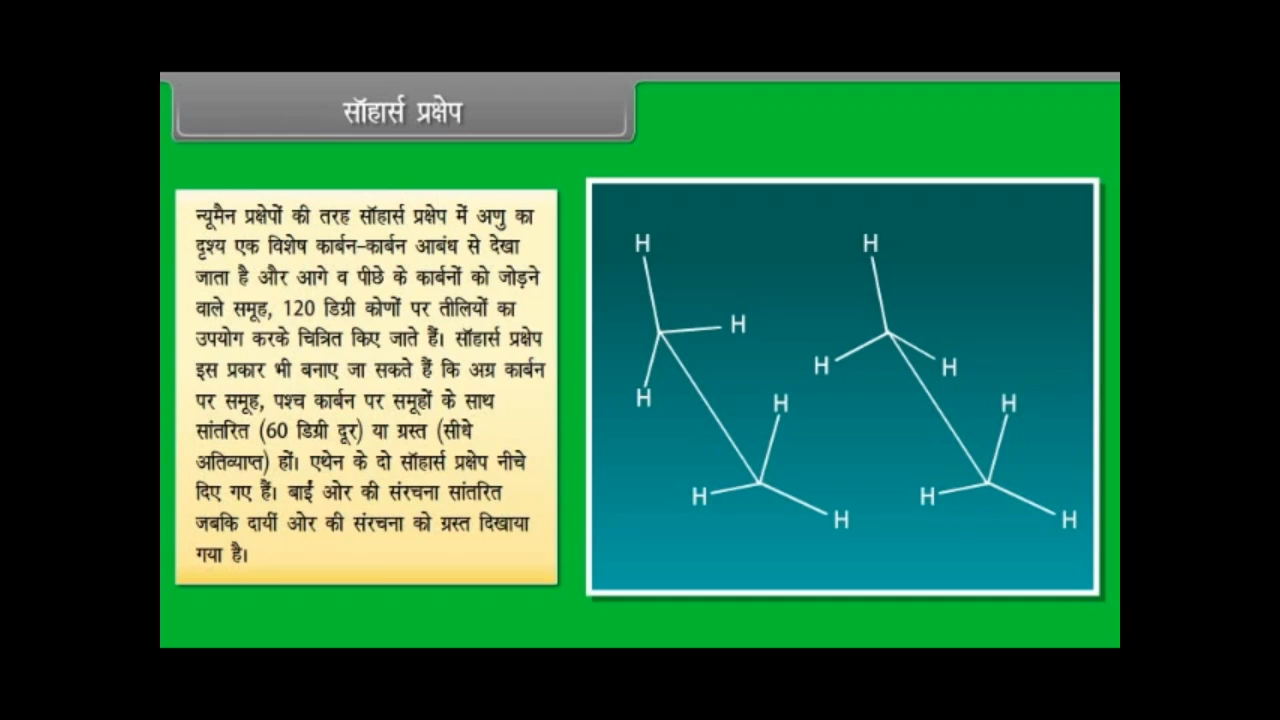 सॉहार्स प्रक्षेप
न्यूमैन प्रक्षेपों की तरह सॉहार्स प्रक्षेप में अणु का
दृश्य एक विशेष कार्बन-कार्बन आबंध से देखा
जाता है और आगे व पीछे के कार्बनों को जोड़ने
वाले समूह, 120 डिग्री कोणों पर तीलियों का
उपयोग करके चित्रित किए जाते हैं। सॉहार्स प्रक्षेप
इस प्रकार भी बनाए जा सकते हैं कि अग्र कार्बन
पर समूह, पश्च कार्बन पर समूहों के साथ
सांतरित (60 डिग्री दूर) या ग्रस्त (सीधे
अतिव्याप्त) हों। एथेन के दो सॉहार्स प्रक्षेप नीचे
दिए गए हैं। बाईं ओर की संरचना सांतरित
जबकि दायीं ओर की संरचना को ग्रस्त दिखाया
गया है।
H H
H
H H
H
H H
H H
H H